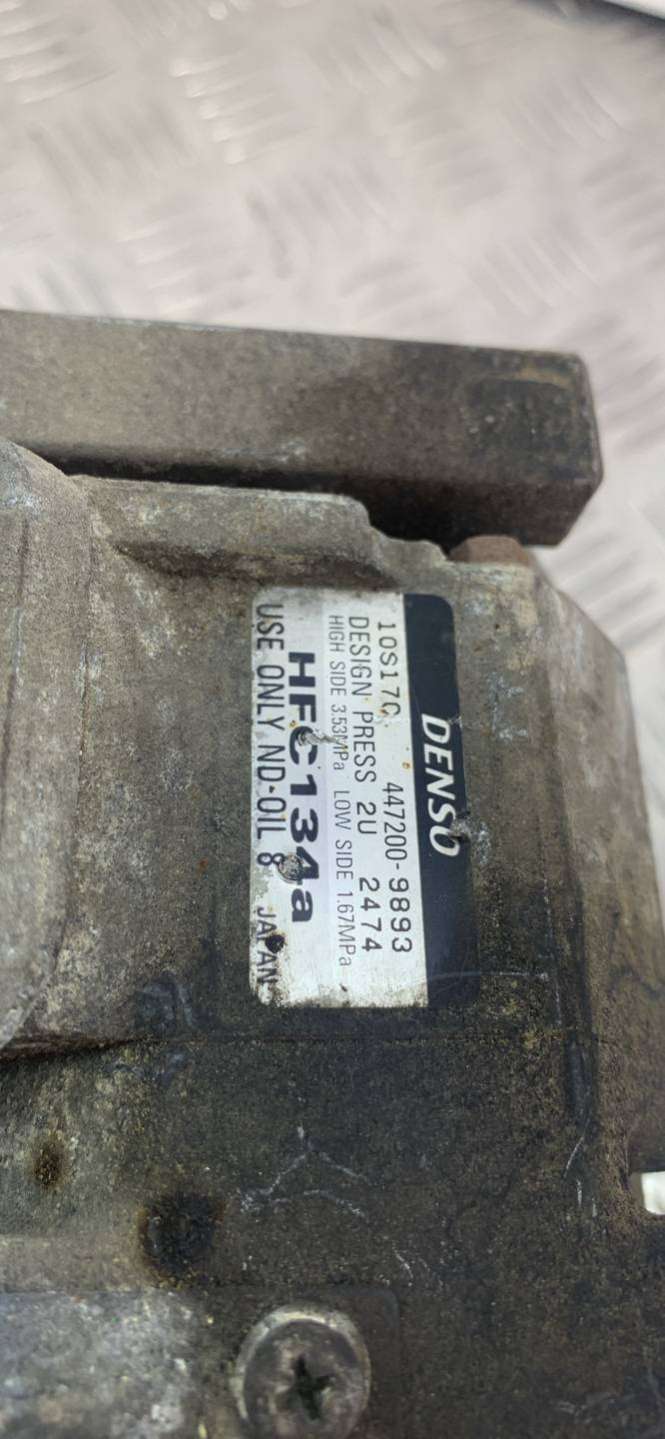 DENSO
10S17C 447200-9893
DESIGN PRESS 2U 2474
HIGH SIDE 3.53MPa LOW SIDE 1.67MPa
HFC134a
USE ONLY ND-OIL 8 JAPAN